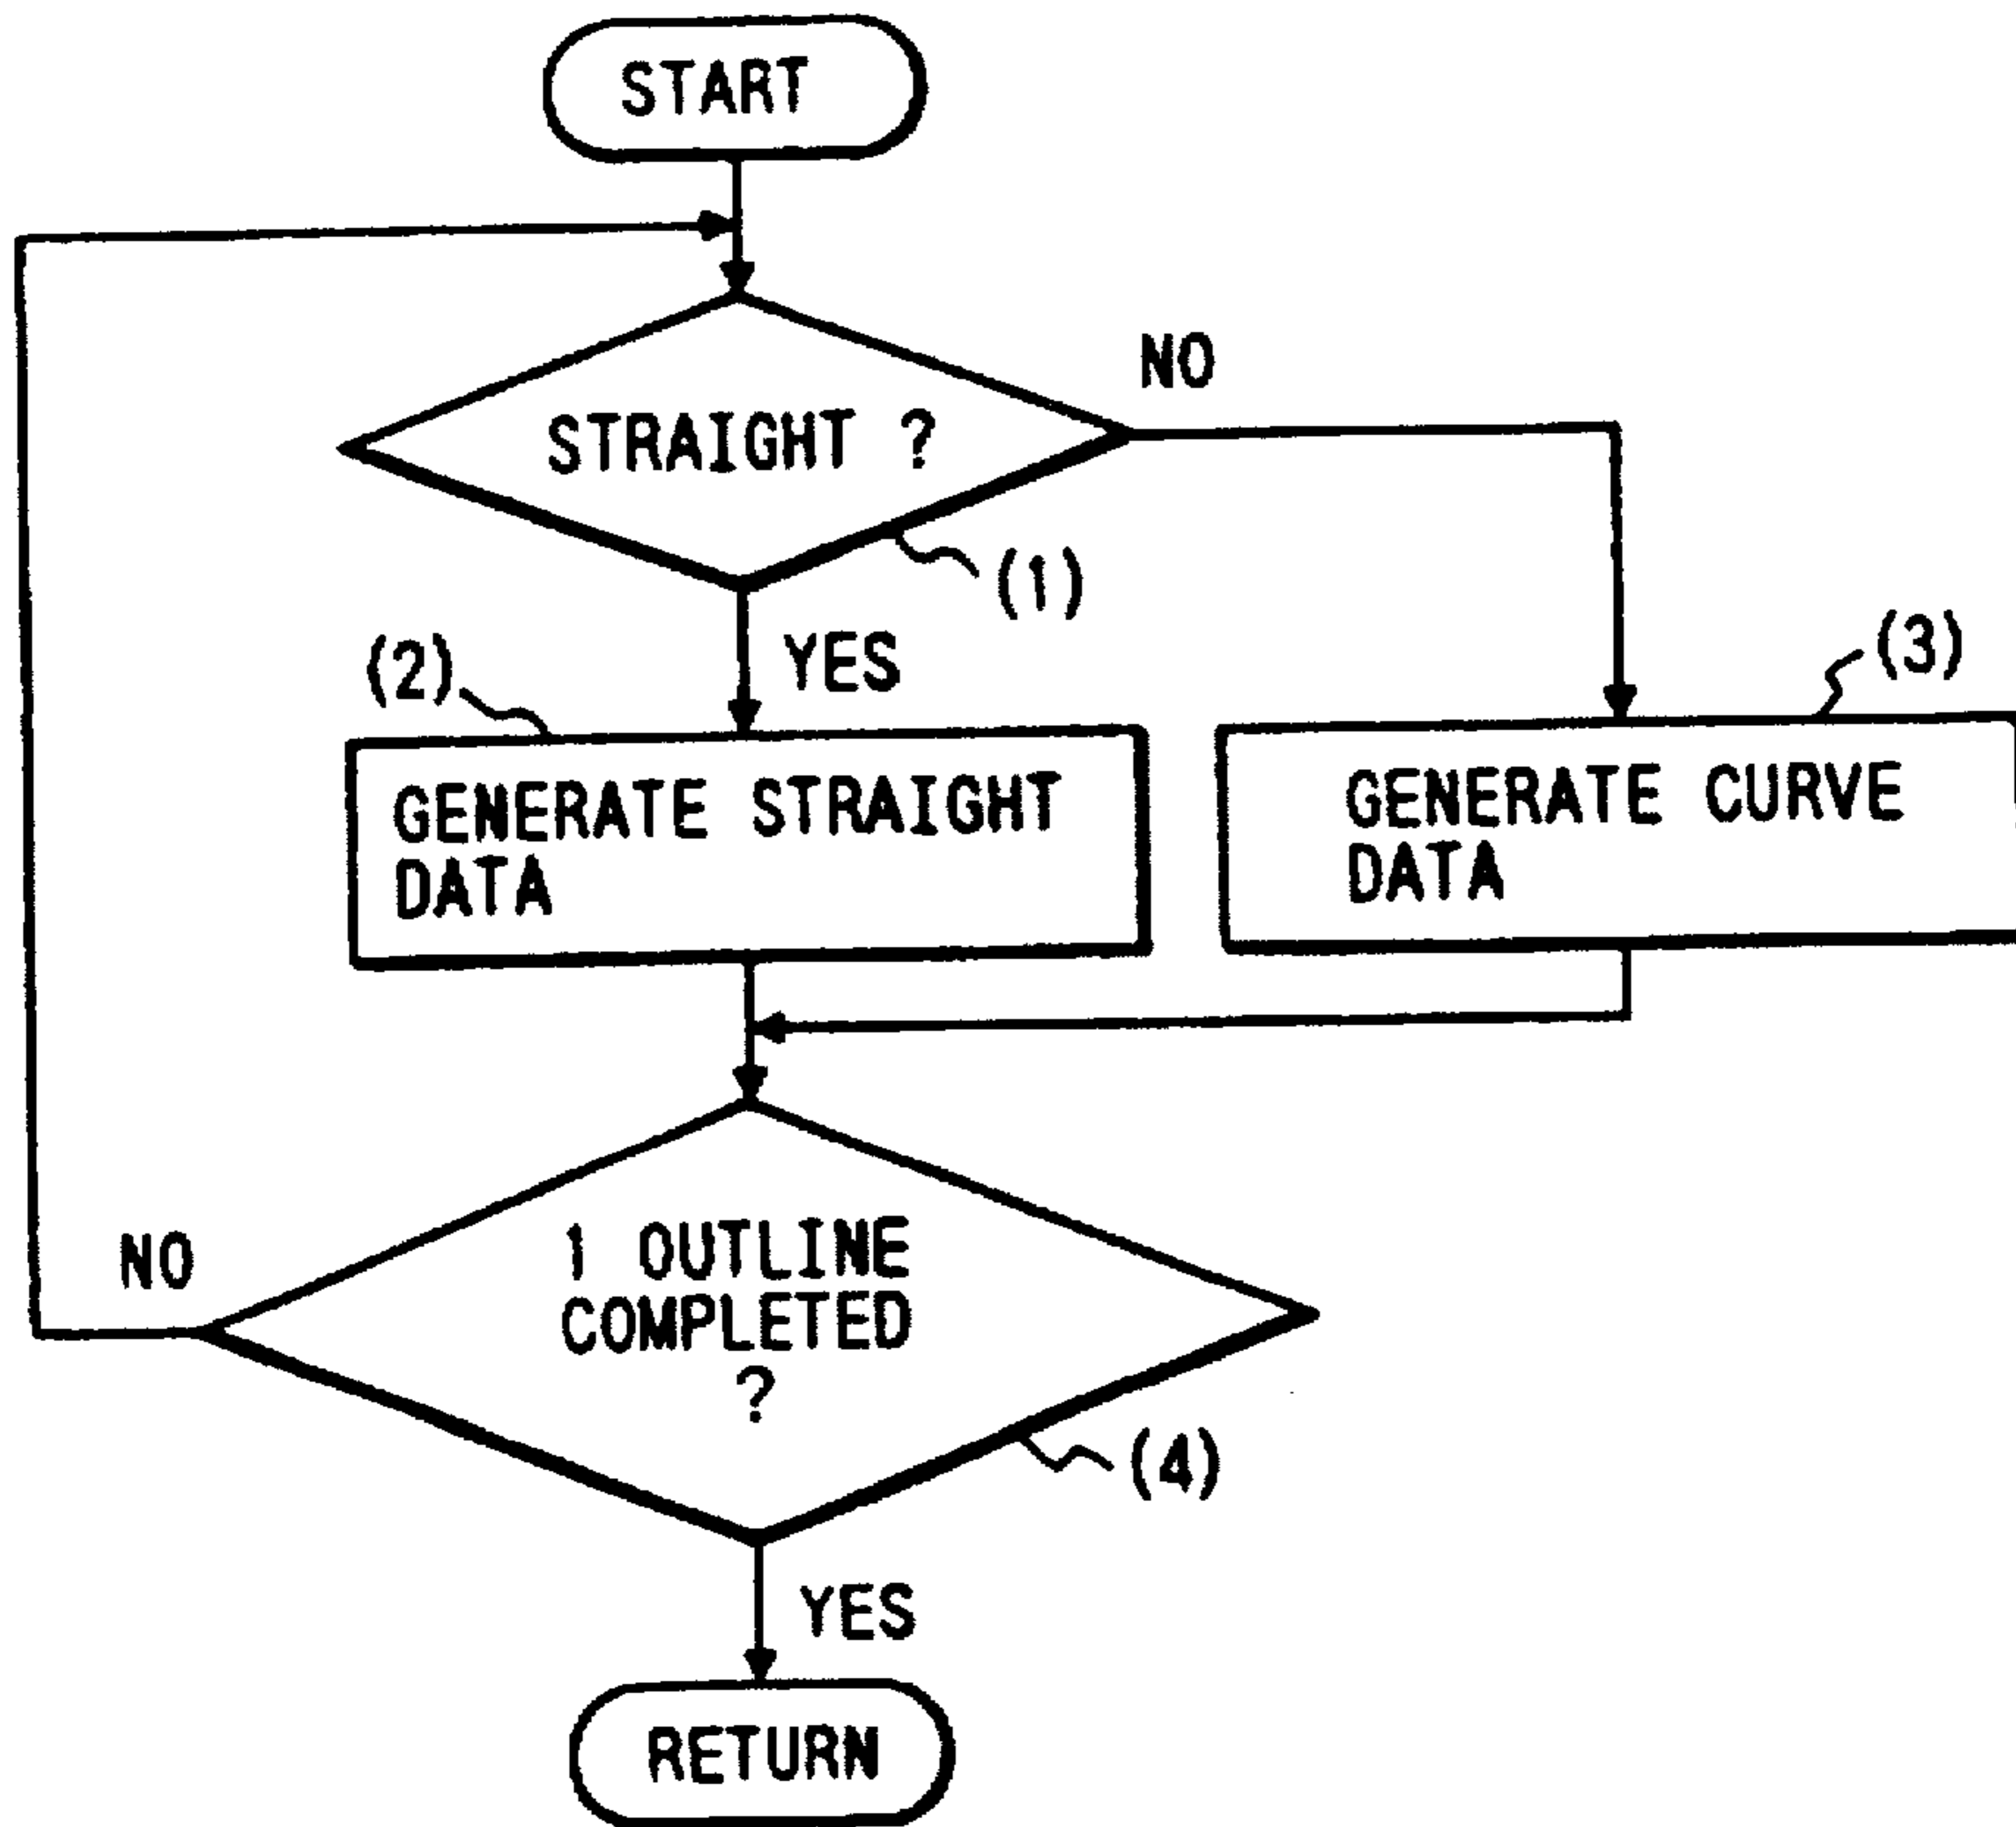 START
STRAIGHT ?
NO
(1)
YES
(2)
(3)
GENERATE STRAIGHT
DATA
GENERATE CURVE
DATA
1 OUTLINE
COMPLETED
?
NO
(4)
YES
RETURN